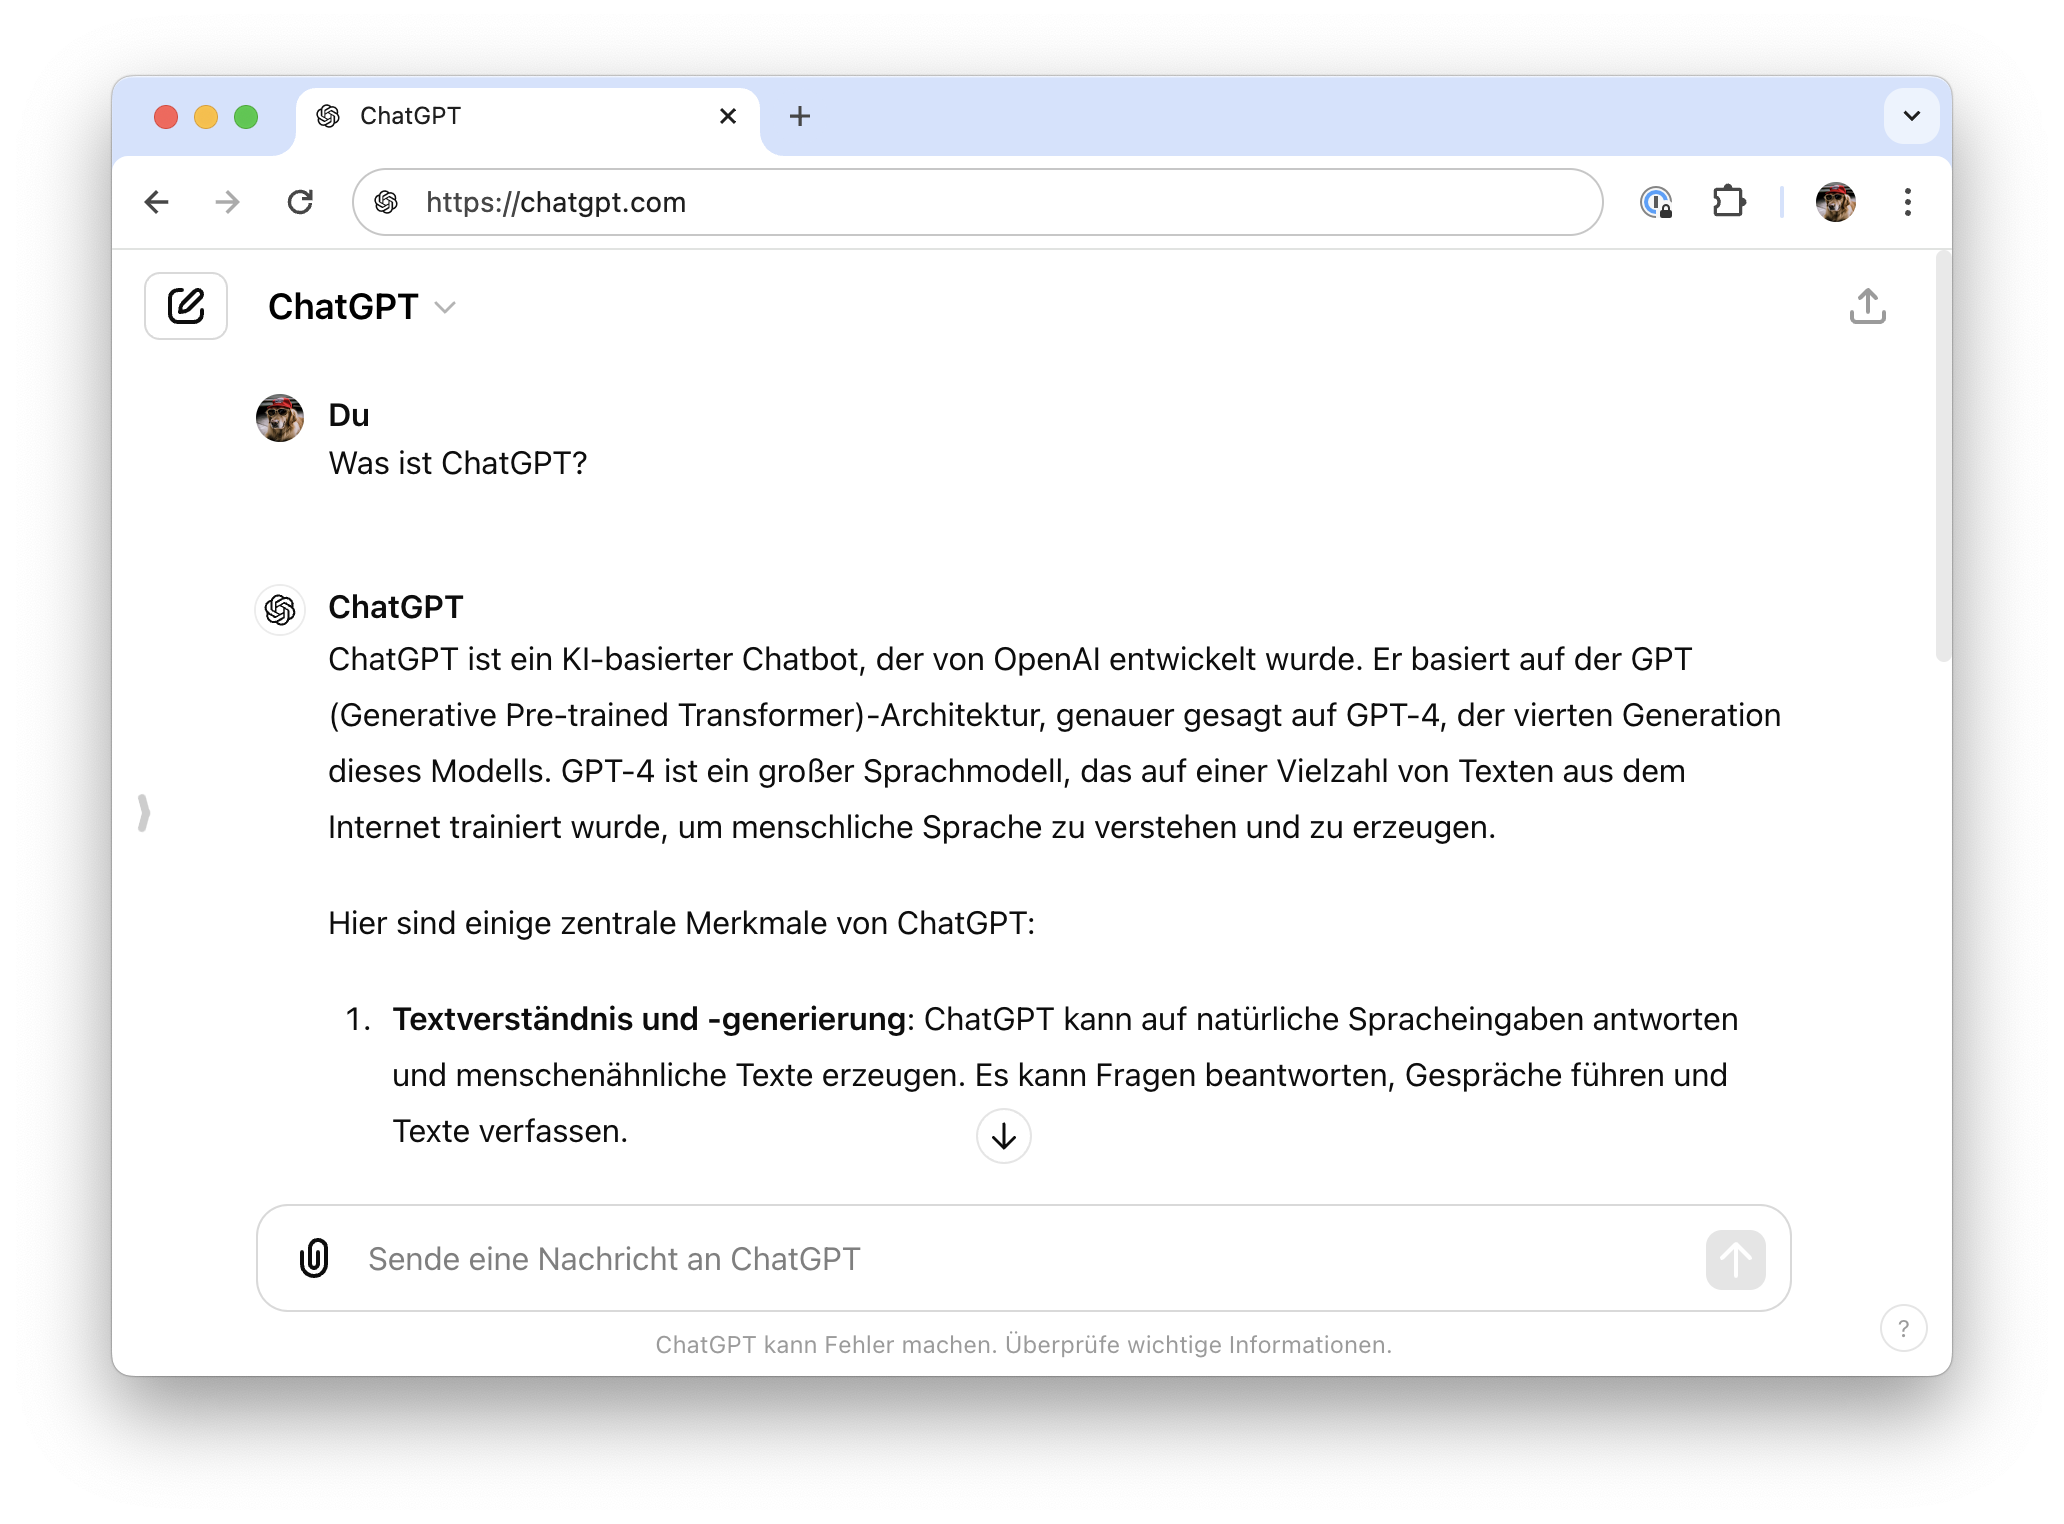 ChatGPT
https://chatgpt.com
ChatGPT
Du
Was ist ChatGPT?
ChatGPT
ChatGPT ist ein KI-basierter Chatbot, der von OpenAI entwickelt wurde. Er basiert auf der GPT
(Generative Pre-trained Transformer)-Architektur, genauer gesagt auf GPT-4, der vierten Generation
dieses Modells. GPT-4 ist ein großer Sprachmodell, das auf einer Vielzahl von Texten aus dem
Internet trainiert wurde, um menschliche Sprache zu verstehen und zu erzeugen.
Hier sind einige zentrale Merkmale von ChatGPT:
1. Textverständnis und -generierung: ChatGPT kann auf natürliche Spracheingaben antworten
und menschenähnliche Texte erzeugen. Es kann Fragen beantworten, Gespräche führen und
Texte verfassen.
Sende eine Nachricht an ChatGPT
ChatGPT kann Fehler machen. Überprüfe wichtige Informationen.
?